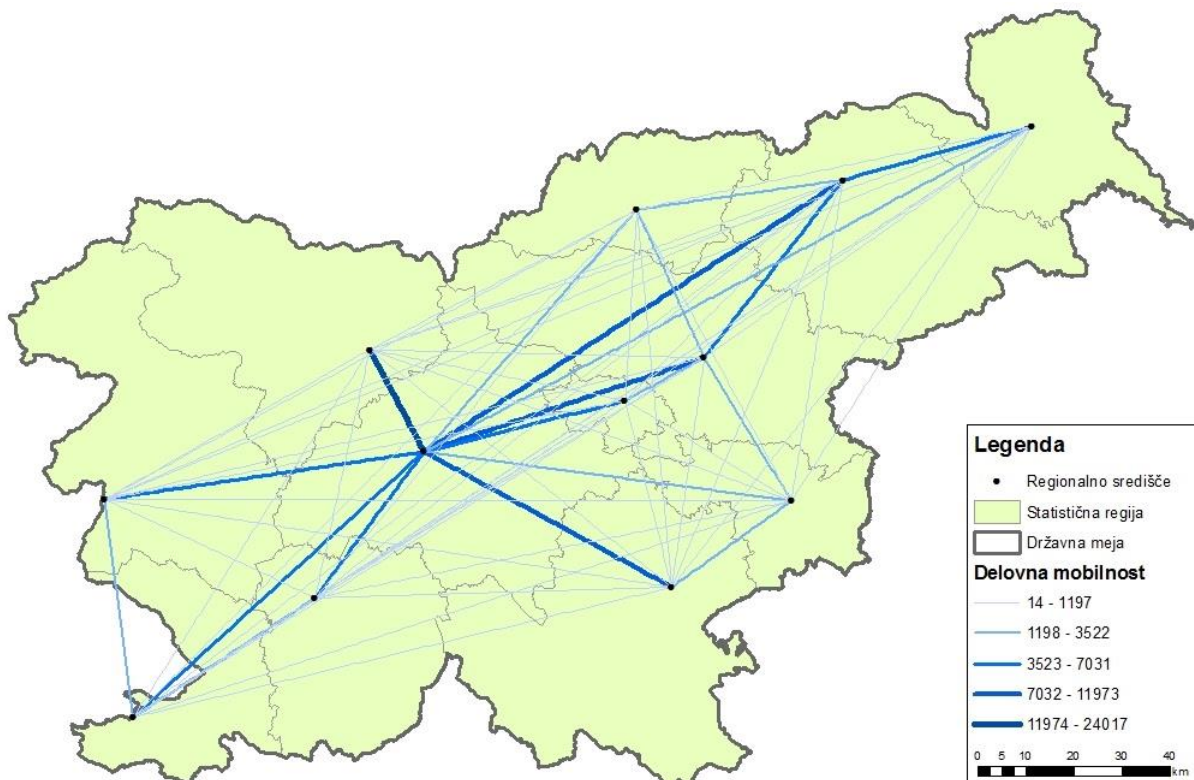 Legenda
Regionalno središče
Statistična regija
Državna meja
Delovna mobilnost
14 - 1197
1198 - 3522
3523 - 7031
7032 - 11973
11974 - 24017
0 5 10 20 30 40
km